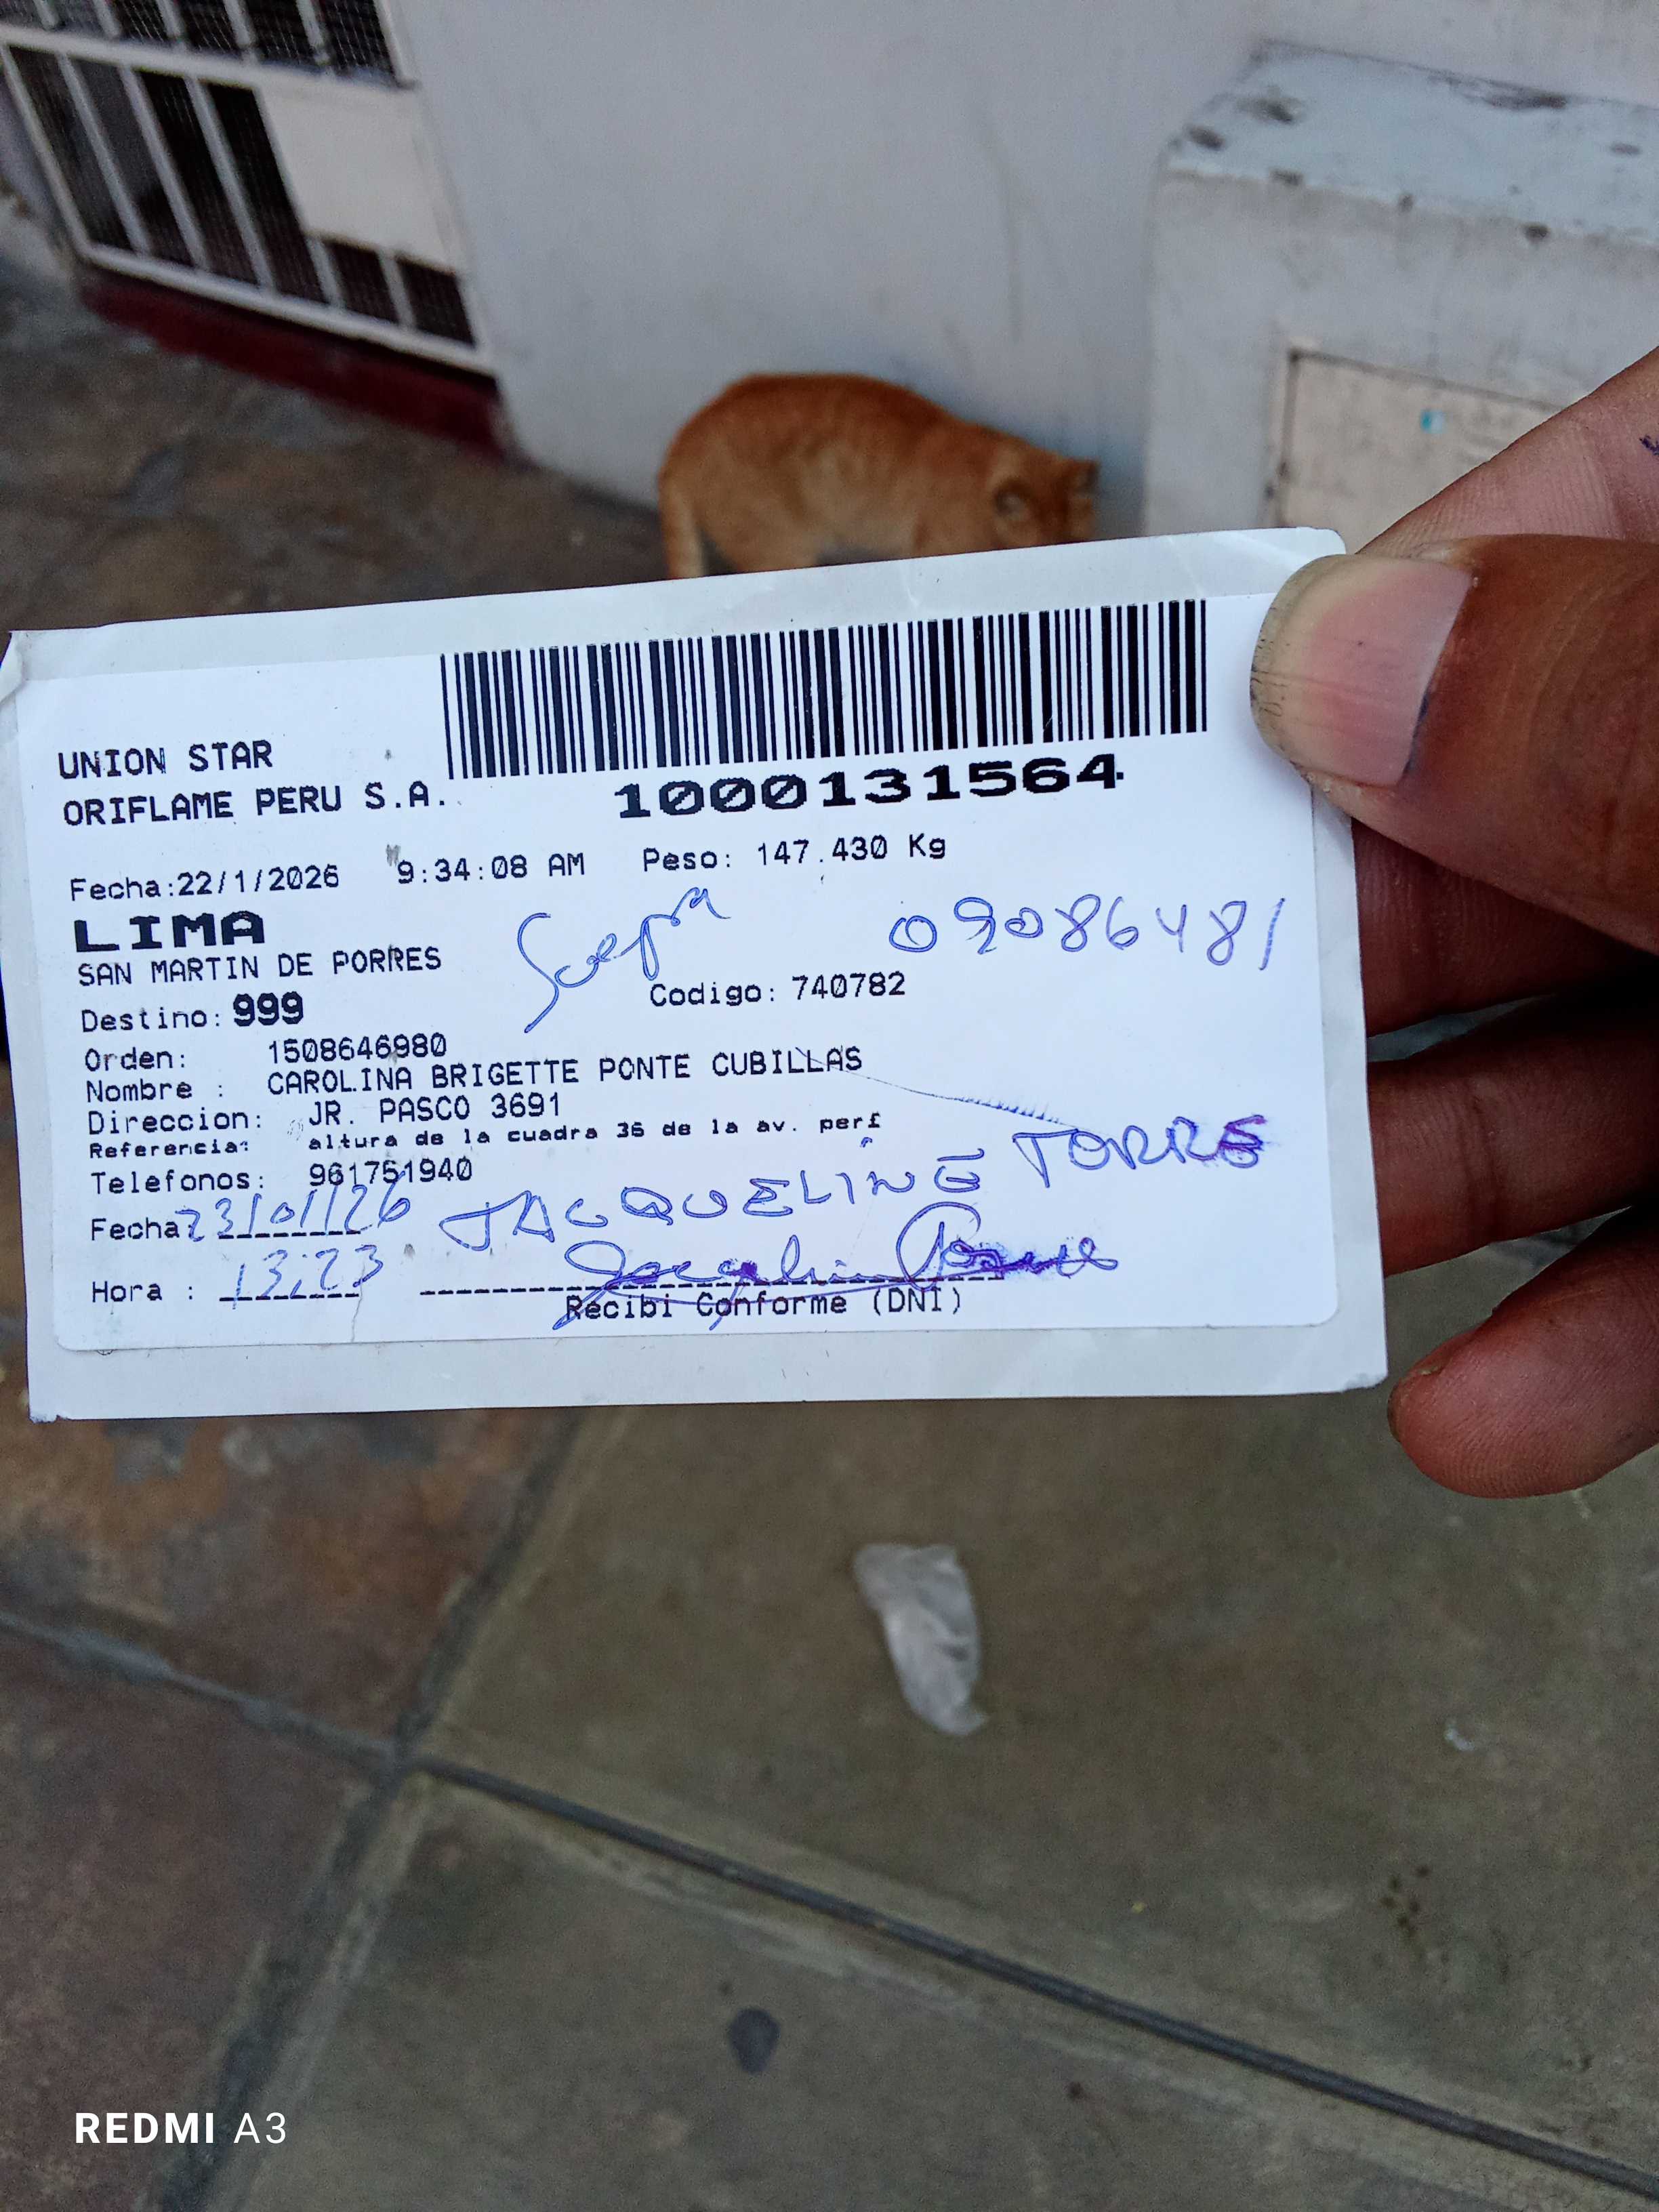 UNION STAR
ORIFLAME PERU S.A.
1000131564
Fecha:22/1/2026 9:34:08 AM Peso: 147.430 Kg
LIMA
SAN MARTIN DE PORRES
09086481
Destino: 999
Codigo: 740782
Orden: 1508646980
Nombre : CAROLINA BRIGETTE PONTE CUBILLAS
Direccion: JR. PASCO 3691
Referencia: altura de la cuadra 36 de la av. perf
Telefonos: 961751940
JACQUELINE TORRE
Fecha 23/01/26
Hora : 13:23
Recibi Conforme (DNI)
REDMI A3